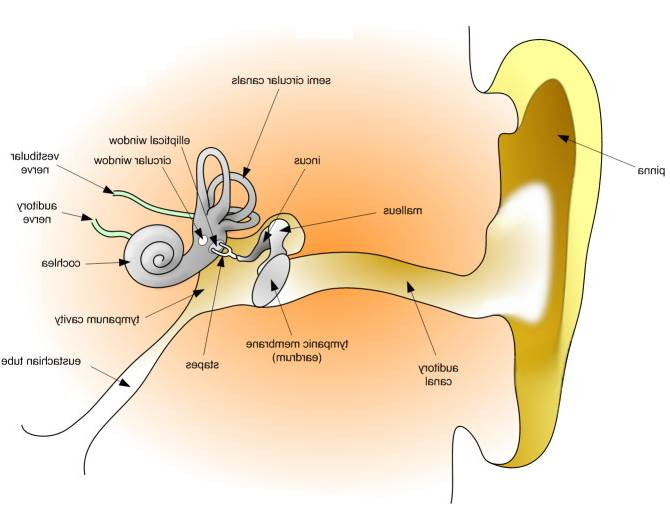 semi circular canals
elliptical window
circular window
vestibular
nerve
incus
pinna
auditory
nerve
malleus
cochlea
tympanum cavity
tympanic membrane
(eardrum)
eustachian tube
stapes
auditory
canal